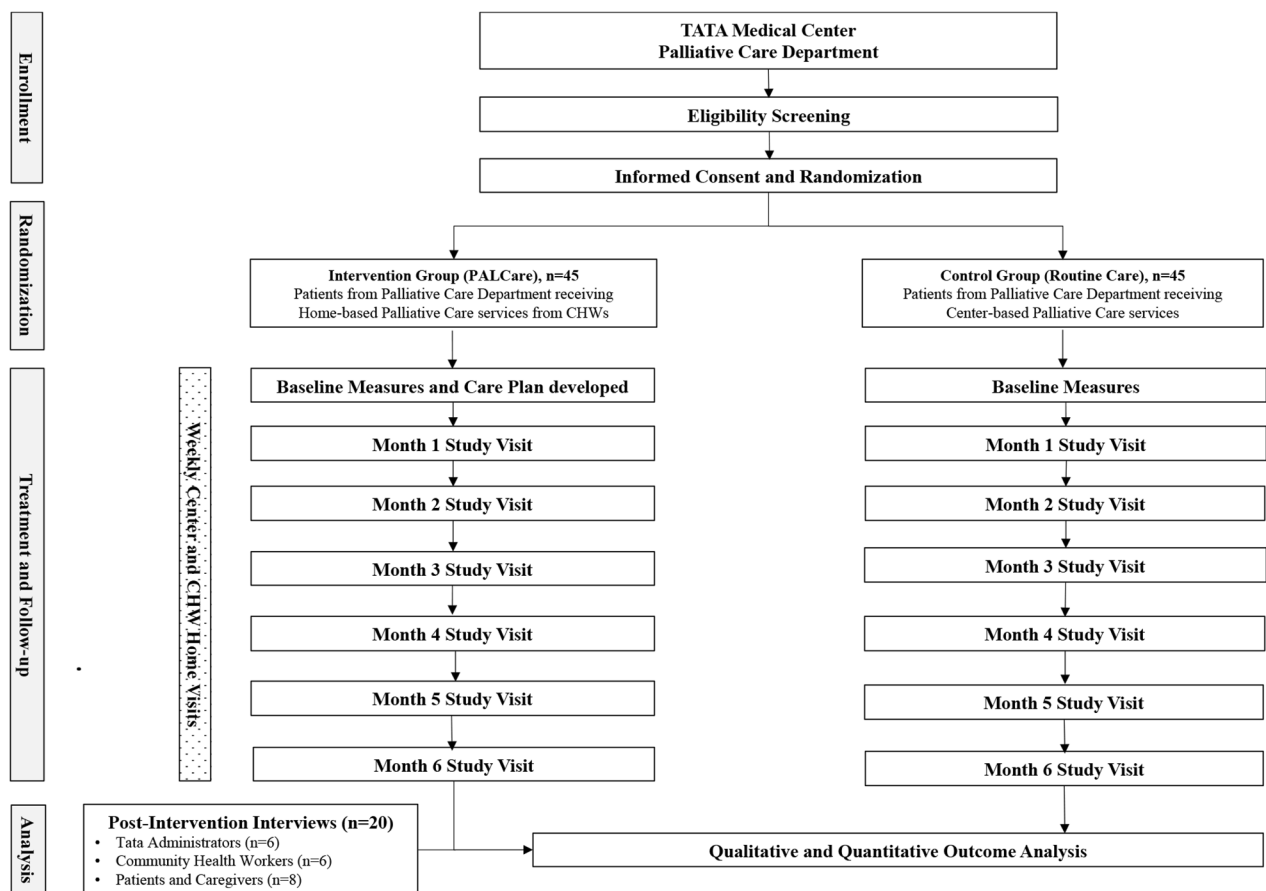 Enrollment
TATA Medical Center
Palliative Care Department
Eligibility Screening
Informed Consent and Randomization
Randomization
Intervention Group (PALCare), n=45
Patients from Palliative Care Department receiving
Home-based Palliative Care services from CHWs
Control Group (Routine Care), n=45
Patients from Palliative Care Department receiving
Center-based Palliative Care services
Treatment and Follow-up
Weekly Center and CHW Home Visits
Baseline Measures and Care Plan developed
Month 1 Study Visit
Month 2 Study Visit
Month 3 Study Visit
Month 4 Study Visit
Month 5 Study Visit
Month 6 Study Visit
Baseline Measures
Month 1 Study Visit
Month 2 Study Visit
Month 3 Study Visit
Month 4 Study Visit
Month 5 Study Visit
Month 6 Study Visit
Analysis
Post-Intervention Interviews (n=20)
• Tata Administrators (n=6)
• Community Health Workers (n=6)
• Patients and Caregivers (n=8)
Qualitative and Quantitative Outcome Analysis